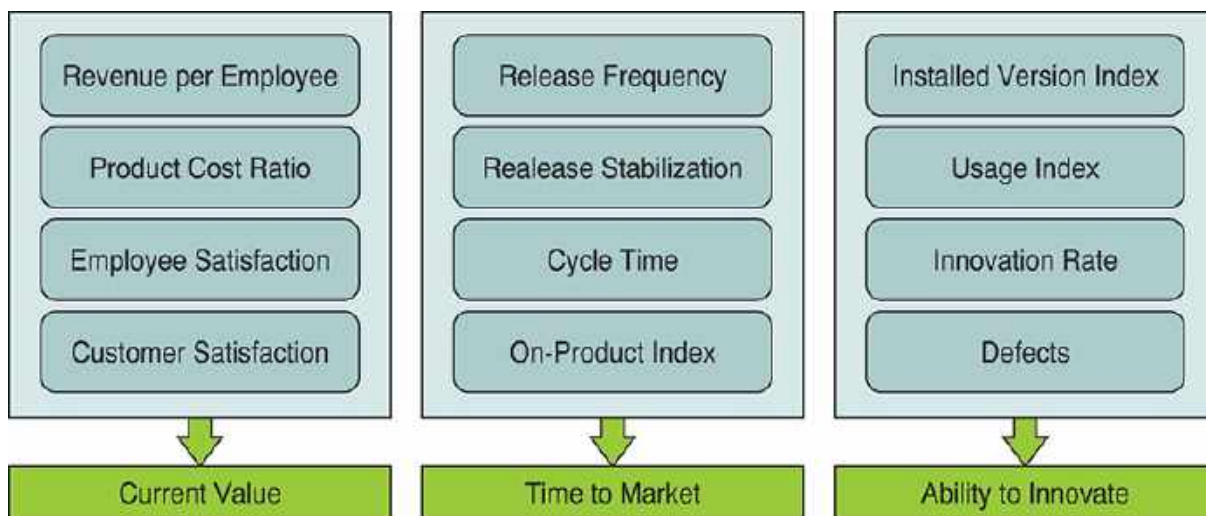 Revenue per Employee
Product Cost Ratio
Employee Satisfaction
Customer Satisfaction
Current Value
Release Frequency
Realease Stabilization
Cycle Time
On-Product Index
Time to Market
Installed Version Index
Usage Index
Innovation Rate
Defects
Ability to Innovate